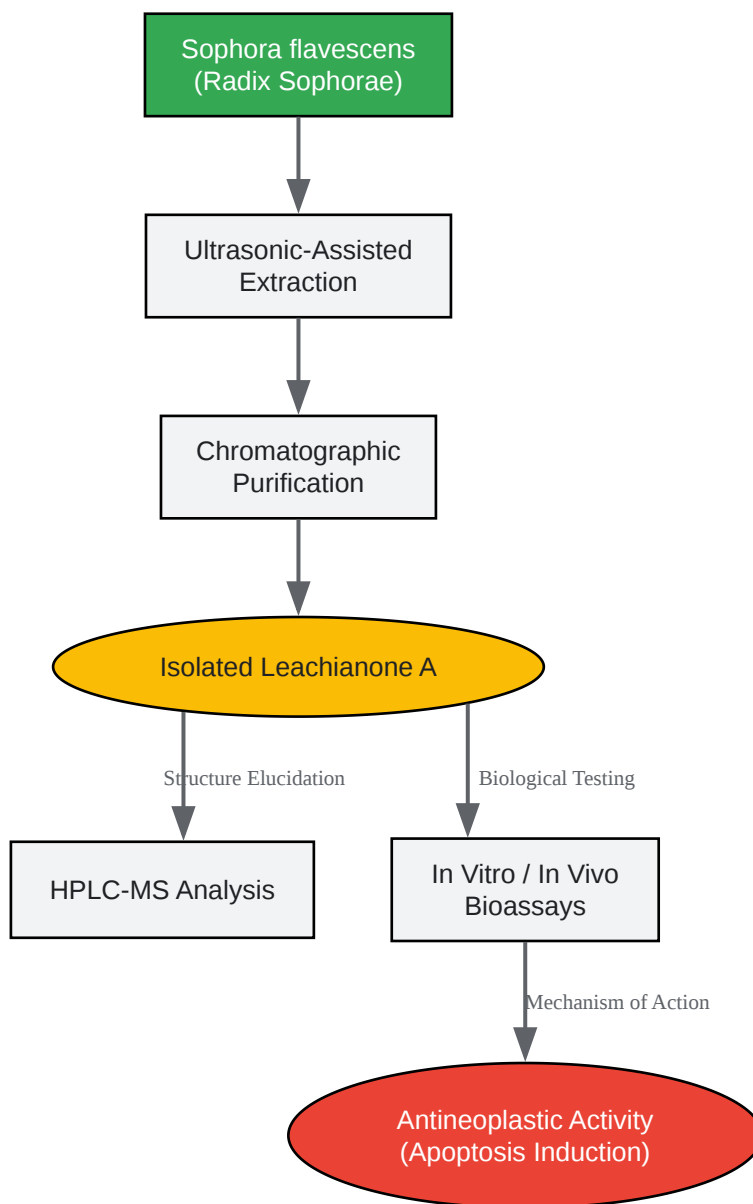 Sophora flavescens
(Radix Sophorae)
Ultrasonic-Assisted
Extraction
Chromatographic
Purification
Isolated Leachianone A
Structure Elucidation
Biological Testing
HPLC-MS Analysis
In Vitro / In Vivo
Bioassays
Mechanism of Action
Antineoplastic Activity
(Apoptosis Induction)